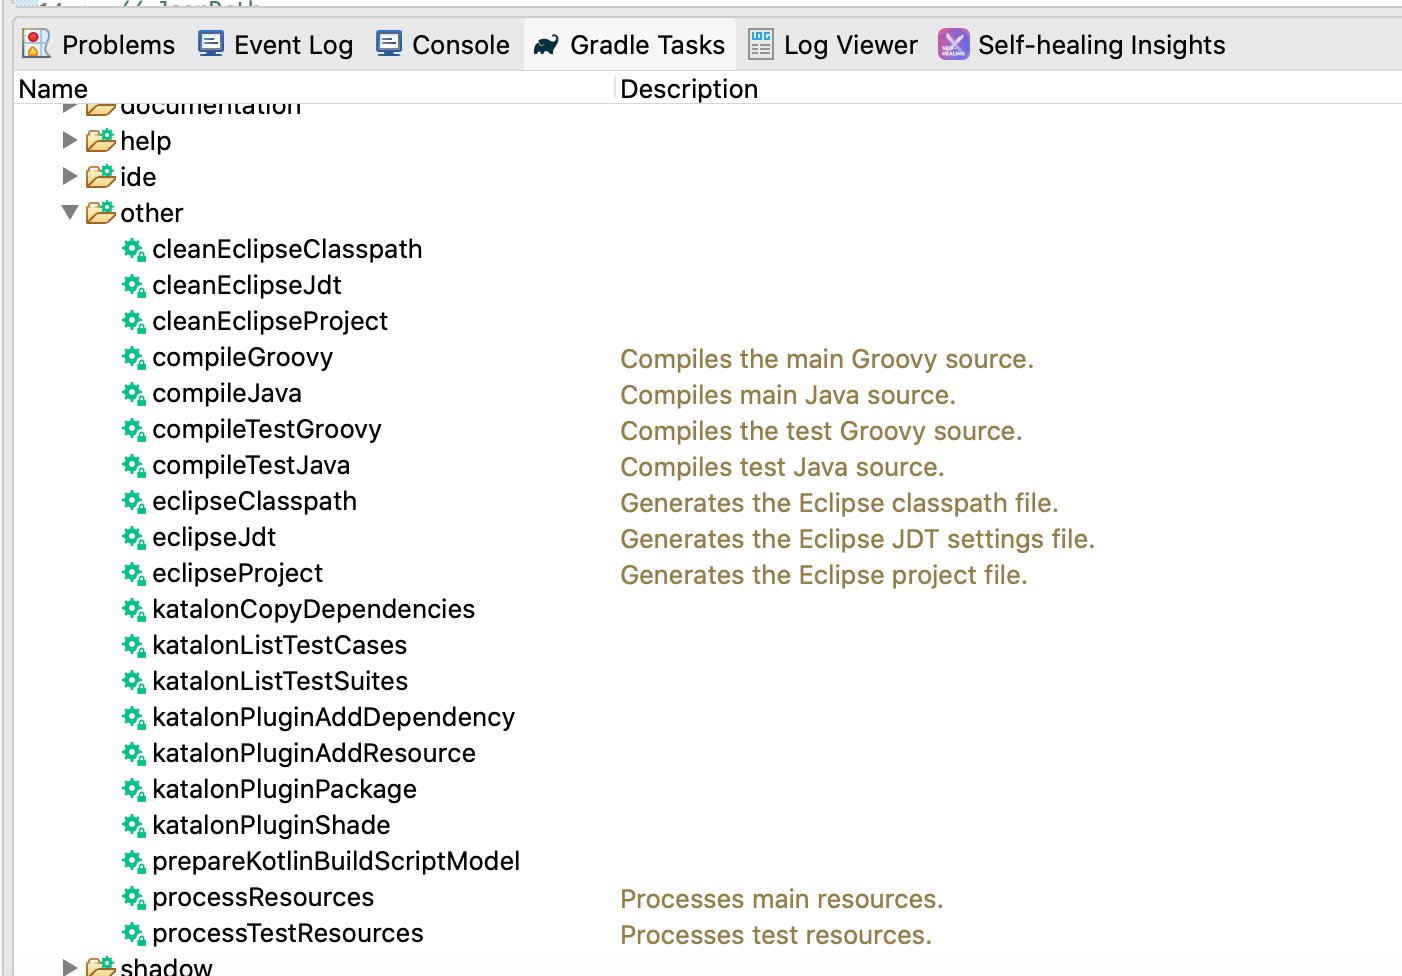 Problems Event Log Console Gradle Tasks Log Viewer Self-healing Insights
Name Description
documentation
help
ide
other
cleanEclipseClasspath
cleanEclipseJdt
cleanEclipseProject
compileGroovy Compiles the main Groovy source.
compileJava Compiles main Java source.
compileTestGroovy Compiles the test Groovy source.
compileTestJava Compiles test Java source.
eclipseClasspath Generates the Eclipse classpath file.
eclipseJdt Generates the Eclipse JDT settings file.
eclipseProject Generates the Eclipse project file.
katalonCopyDependencies
katalonListTestCases
katalonListTestSuites
katalonPluginAddDependency
katalonPluginAddResource
katalonPluginPackage
katalonPluginShade
prepareKotlinBuildScriptModel
processResources Processes main resources.
processTestResources Processes test resources.
shadow